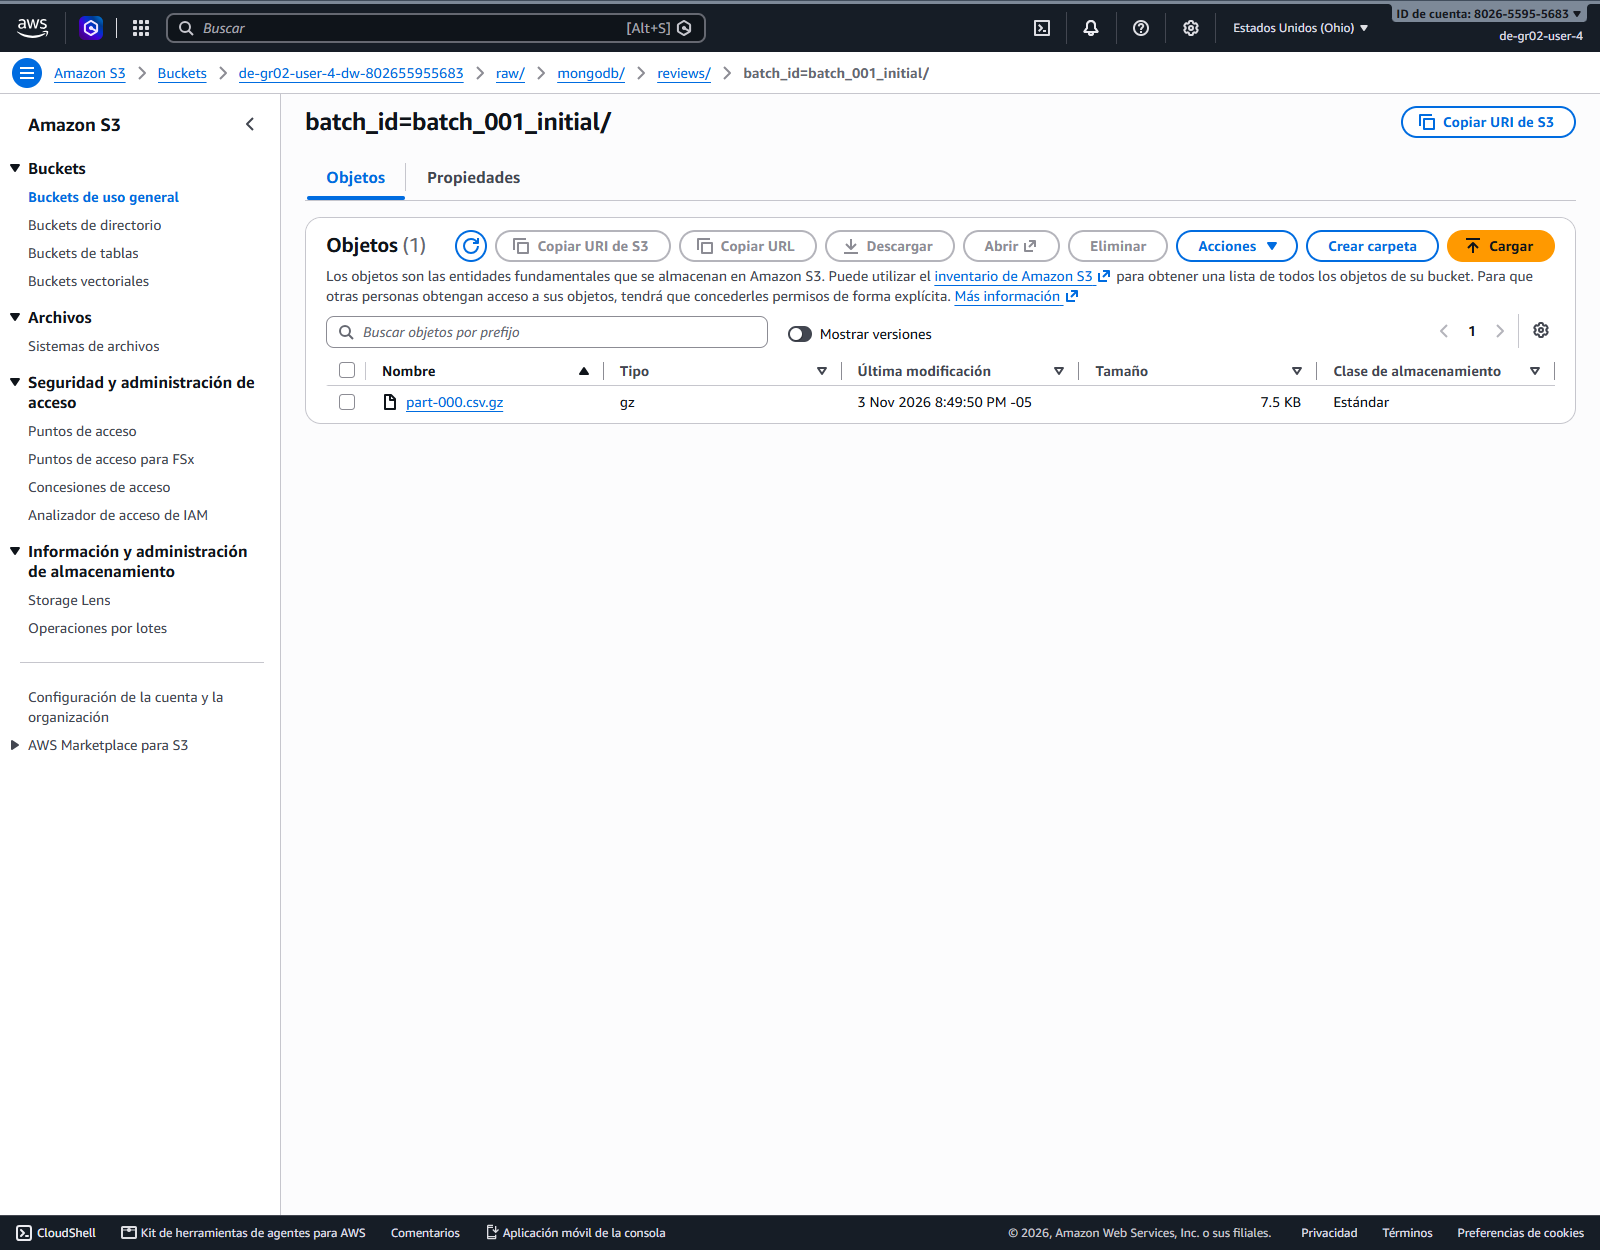 aws
Buscar [Alt+S]
Estados Unidos (Ohio)
ID de cuenta: 8026-5595-5683
de-gr02-user-4
Amazon S3 Buckets de-gr02-user-4-dw-802655955683 raw/ mongodb/ reviews/ batch_id=batch_001_initial/
Amazon S3
Buckets
Buckets de uso general
Buckets de directorio
Buckets de tablas
Buckets vectoriales
Archivos
Sistemas de archivos
Seguridad y administración de
acceso
Puntos de acceso
Puntos de acceso para FSx
Concesiones de acceso
Analizador de acceso de IAM
Información y administración
de almacenamiento
Storage Lens
Operaciones por lotes
Configuración de la cuenta y la
organización
AWS Marketplace para S3
batch_id=batch_001_initial/
Copiar URI de S3
Objetos Propiedades
Objetos (1) Copiar URI de S3 Copiar URL Descargar Abrir Eliminar Acciones Crear carpeta Cargar
Los objetos son las entidades fundamentales que se almacenan en Amazon S3. Puede utilizar el inventario de Amazon S3 para obtener una lista de todos los objetos de su bucket. Para que
otras personas obtengan acceso a sus objetos, tendrá que concederles permisos de forma explícita. Más información
Buscar objetos por prefijo Mostrar versiones 1
Nombre Tipo Última modificación Tamaño Clase de almacenamiento
part-000.csv.gz gz 3 Nov 2026 8:49:50 PM -05 7.5 KB Estándar
CloudShell Kit de herramientas de agentes para AWS Comentarios Aplicación móvil de la consola © 2026, Amazon Web Services, Inc. o sus filiales. Privacidad Términos Preferencias de cookies